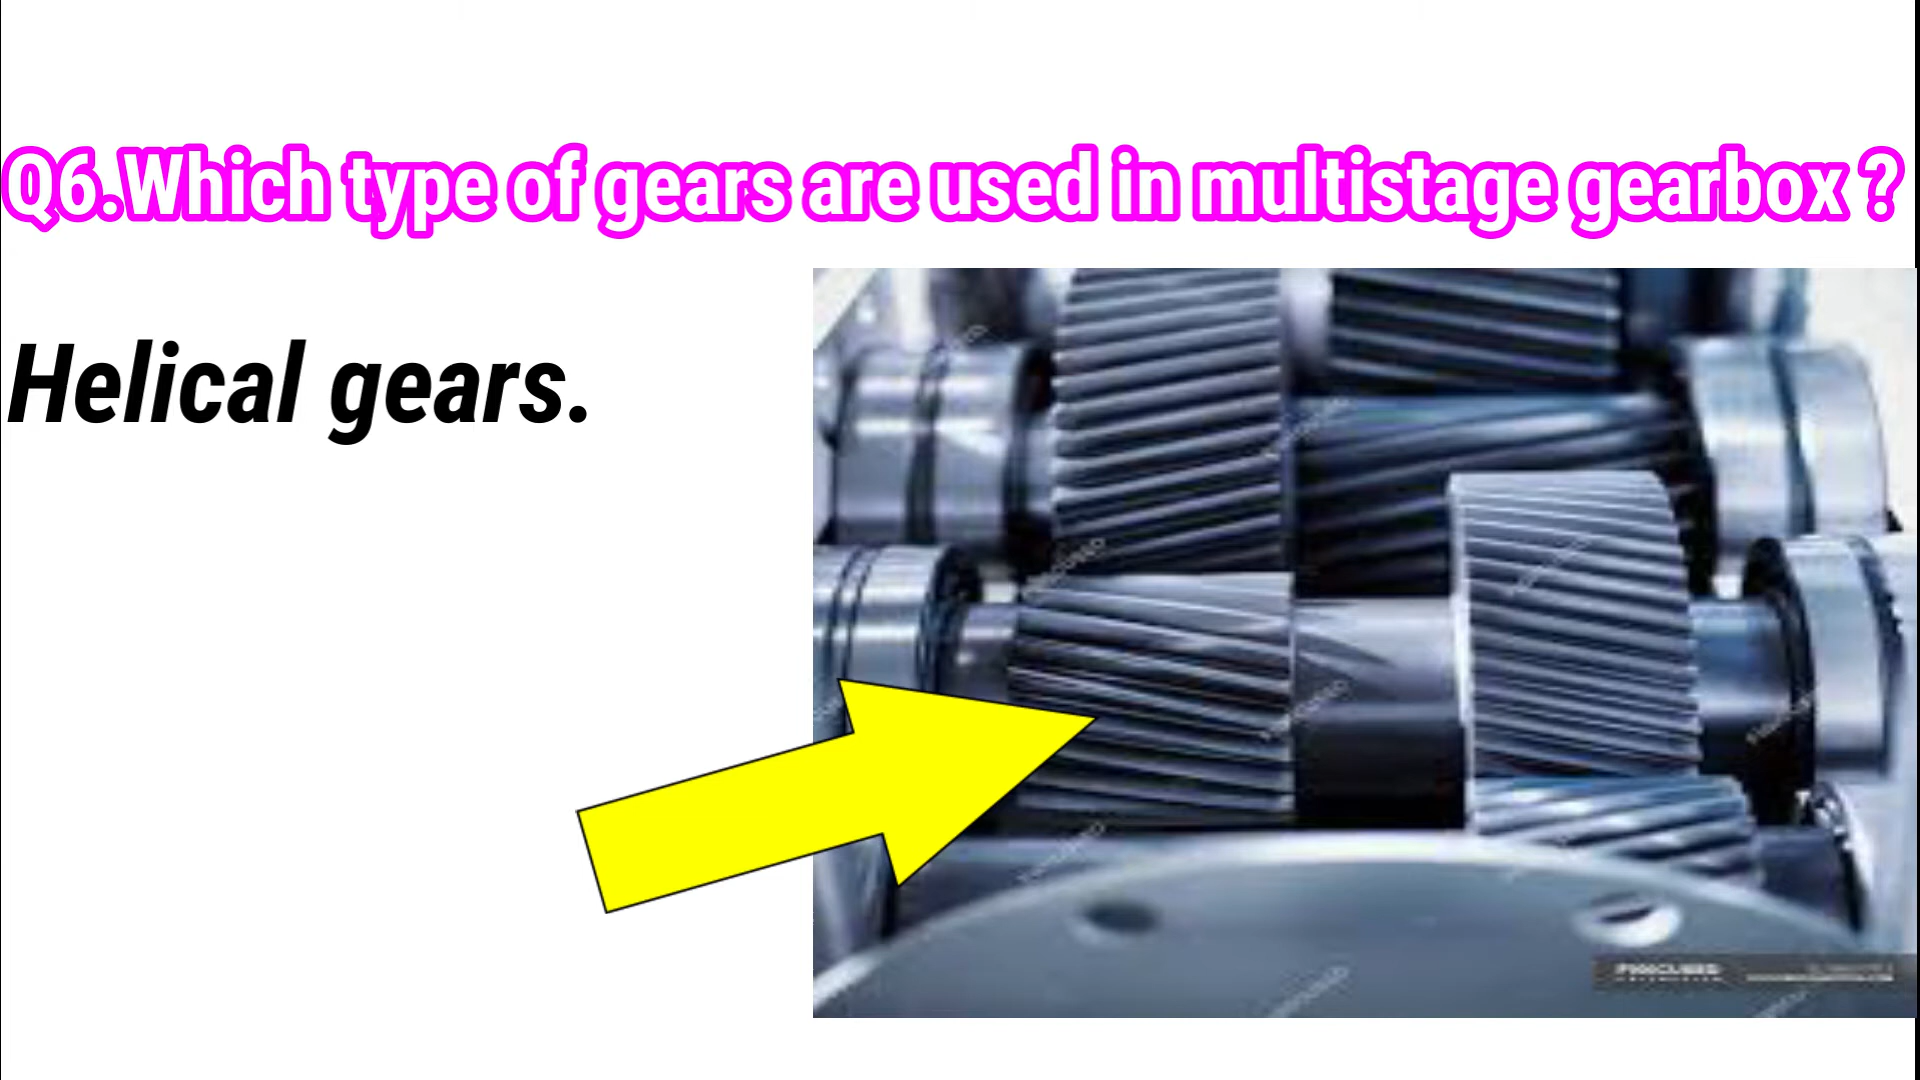 Q6.Which type of gears are used in multistage gearbox ?
Helical gears.